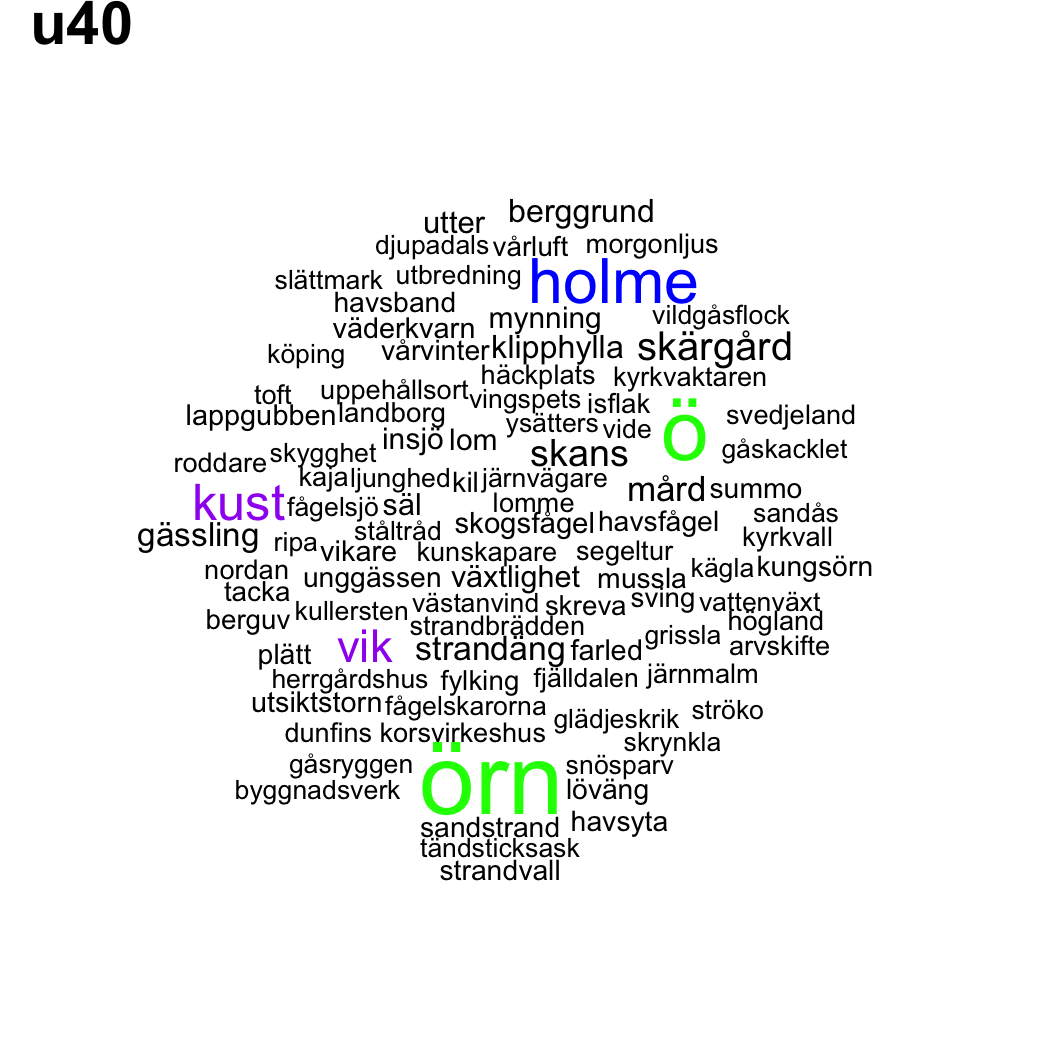 u40
utter berggrund
djupadals vårluft morgonljus
slättmark utbredning holme
havsband
väderkvarn mynning vildgåsflock
köping vårvinter klipphylla skärgård
häckplats kyrkvaktaren
toft uppehållsort vingspets isflak
lappgubben landborg ysätters vide ö svedjeland
insjö lom
roddare skygghet skans gåskacklet
kaja ljunghed kil järnvägare mård summo
kust fågelsjö säl lomme sandås
gässling ståltråd skogsfågel havsfågel kyrkvall
ripa vikare kunskapare segeltur
nordan unggässen växtlighet mussla kägla kungsörn
tacka
berguv kullersten västanvind skreva sving vattenväxt
strandbrädden högland
plätt vik strandäng farled grissla arvskifte
herrgårdshus fylking fjälldalen järnmalm
utsiktstorn fågelskarorna glädjeskrik ströko
dunfins korsvirkeshus skrynkla
gåsryggen örn snösparv
byggnadsverk löväng
sandstrand havsyta
tändsticksask
strandvall